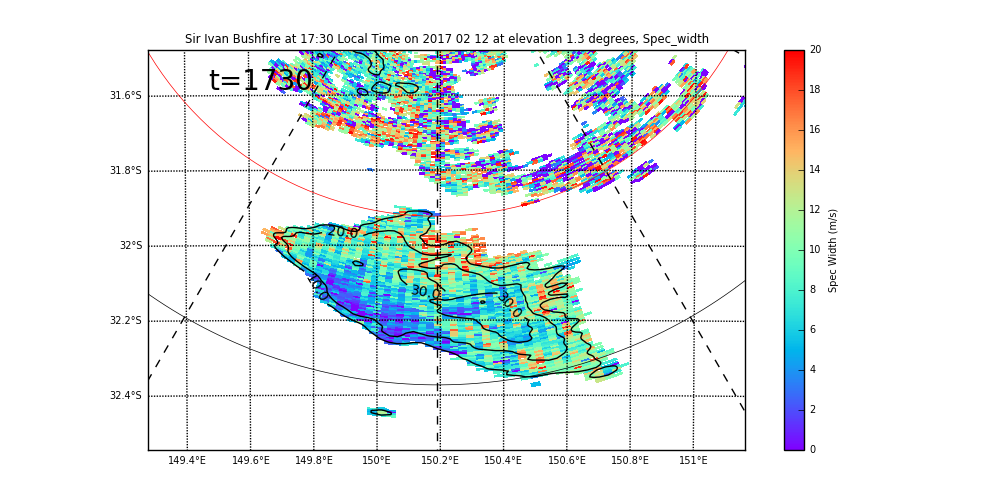 Sir Ivan Bushfire at 17:30 Local Time on 2017 02 12 at elevation 1.3 degrees, Spec_width
t=1730
31.6°S
31.8°S
32°S
32.2°S
32.4°S
20.0
30.0
30.0
149.4°E 149.6°E 149.8°E 150°E 150.2°E 150.4°E 150.6°E 150.8°E 151°E
20
18
16
14
12
10
8
6
4
2
0
Spec Width (m/s)